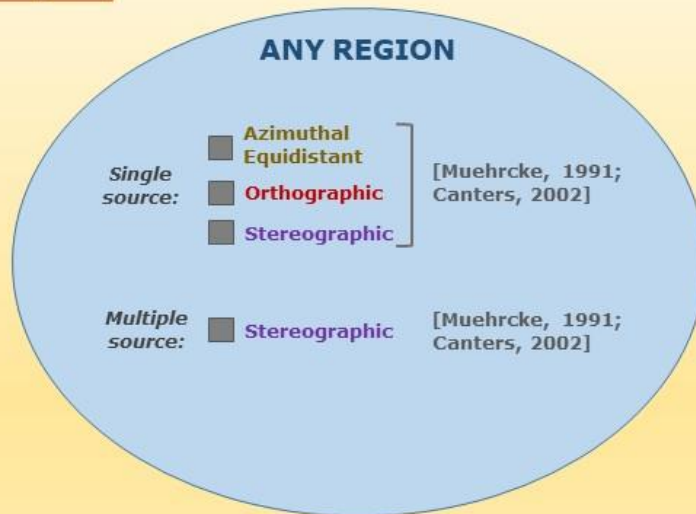 ANY REGION
Single
source:
Azimuthal
Equidistant
Orthographic
Stereographic
[Muehrcke, 1991;
Canters, 2002]
Multiple
source:
Stereographic
[Muehrcke, 1991;
Canters, 2002]